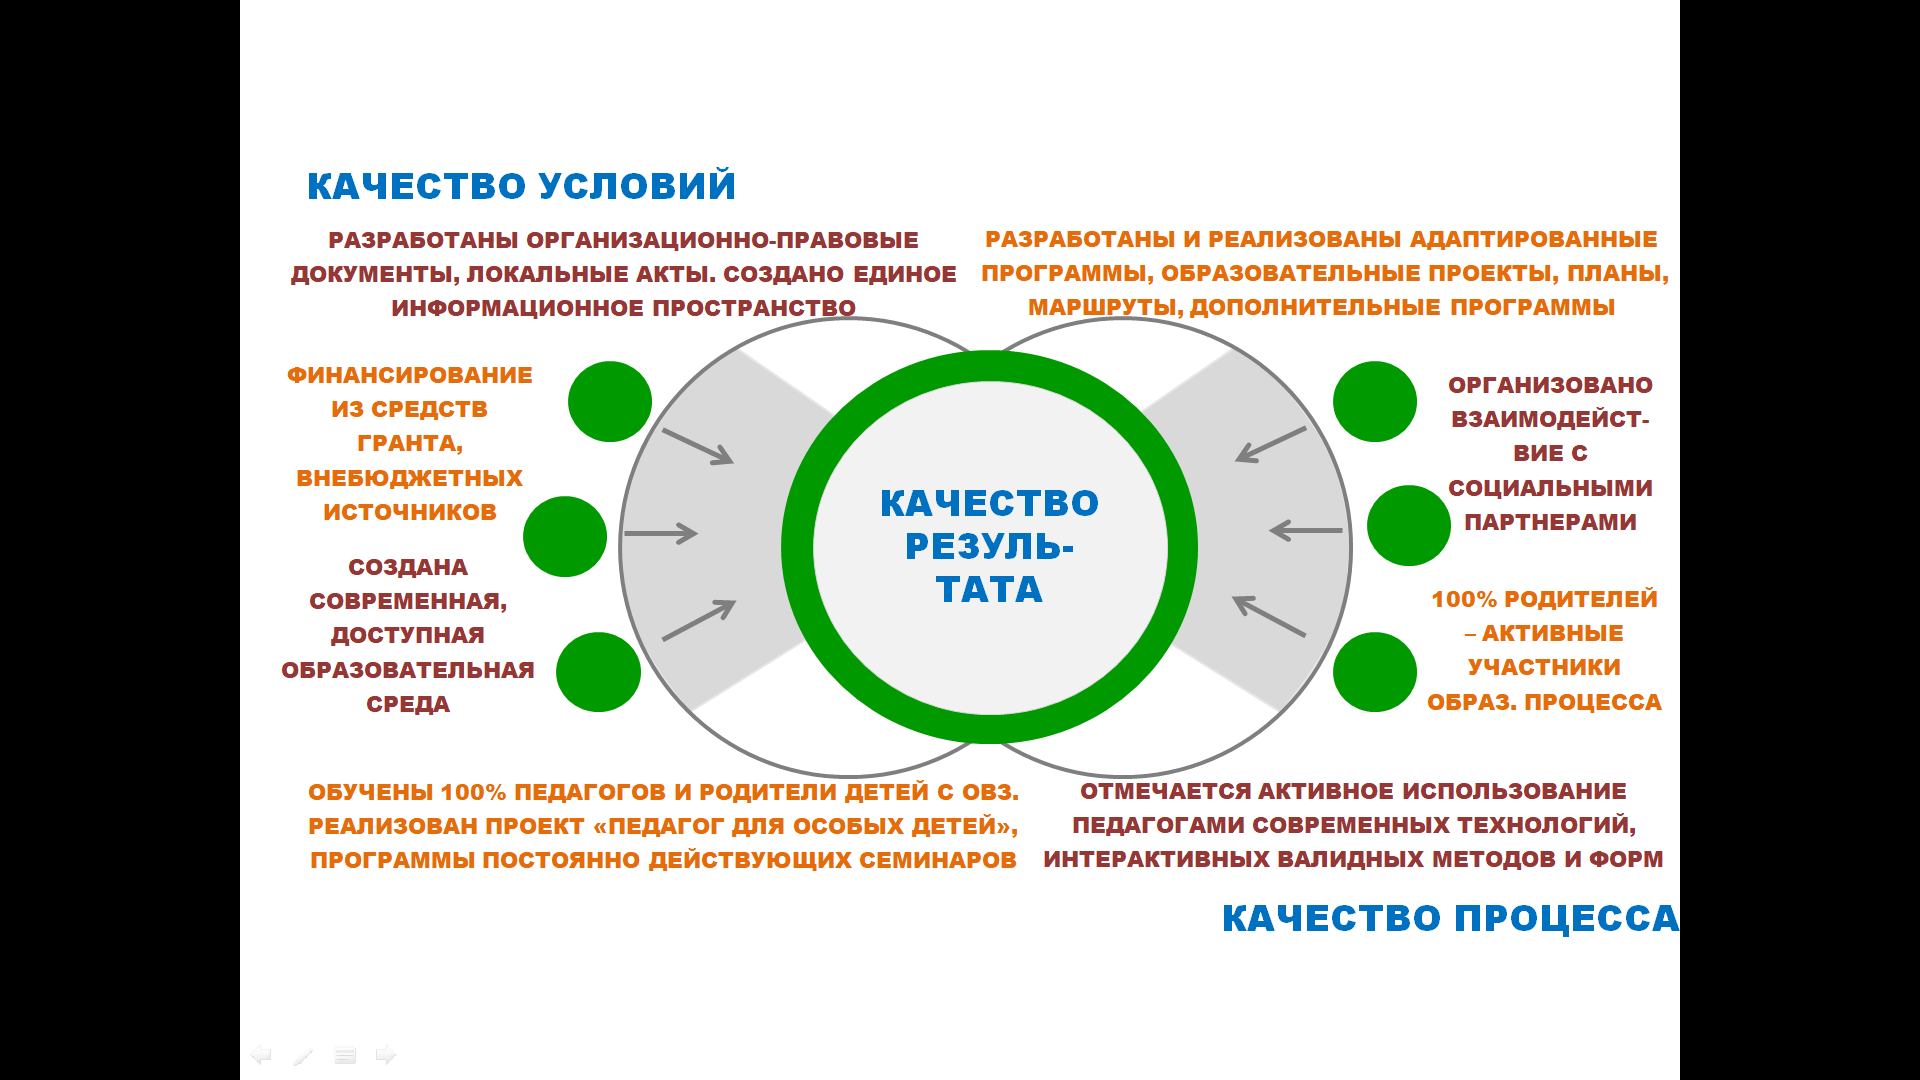 КАЧЕСТВО УСЛОВИЙ
РАЗРАБОТАНЫ ОРГАНИЗАЦИОННО-ПРАВОВЫЕ
ДОКУМЕНТЫ, ЛОКАЛЬНЫЕ АКТЫ. СОЗДАНО ЕДИНОЕ
ИНФОРМАЦИОННОЕ ПРОСТРАНСТВО
РАЗРАБОТАНЫ И РЕАЛИЗОВАНЫ АДАПТИРОВАННЫЕ
ПРОГРАММЫ, ОБРАЗОВАТЕЛЬНЫЕ ПРОЕКТЫ, ПЛАНЫ,
МАРШРУТЫ, ДОПОЛНИТЕЛЬНЫЕ ПРОГРАММЫ
ФИНАНСИРОВАНИЕ
ИЗ СРЕДСТВ
ГРАНТА,
ВНЕБЮДЖЕТНЫХ
ИСТОЧНИКОВ
СОЗДАНА
СОВРЕМЕННАЯ,
ДОСТУПНАЯ
ОБРАЗОВАТЕЛЬНАЯ
СРЕДА
КАЧЕСТВО
РЕЗУЛЬ-
ТАТА
ОРГАНИЗОВАНО
ВЗАИМОДЕЙСТ-
ВИЕ С
СОЦИАЛЬНЫМИ
ПАРТНЕРАМИ
100% РОДИТЕЛЕЙ
– АКТИВНЫЕ
УЧАСТНИКИ
ОБРАЗ. ПРОЦЕССА
ОБУЧЕНЫ 100% ПЕДАГОГОВ И РОДИТЕЛИ ДЕТЕЙ С ОВЗ.
РЕАЛИЗОВАН ПРОЕКТ «ПЕДАГОГ ДЛЯ ОСОБЫХ ДЕТЕЙ»,
ПРОГРАММЫ ПОСТОЯННО ДЕЙСТВУЮЩИХ СЕМИНАРОВ
ОТМЕЧАЕТСЯ АКТИВНОЕ ИСПОЛЬЗОВАНИЕ
ПЕДАГОГАМИ СОВРЕМЕННЫХ ТЕХНОЛОГИЙ,
ИНТЕРАКТИВНЫХ ВАЛИДНЫХ МЕТОДОВ И ФОРМ
КАЧЕСТВО ПРОЦЕССА